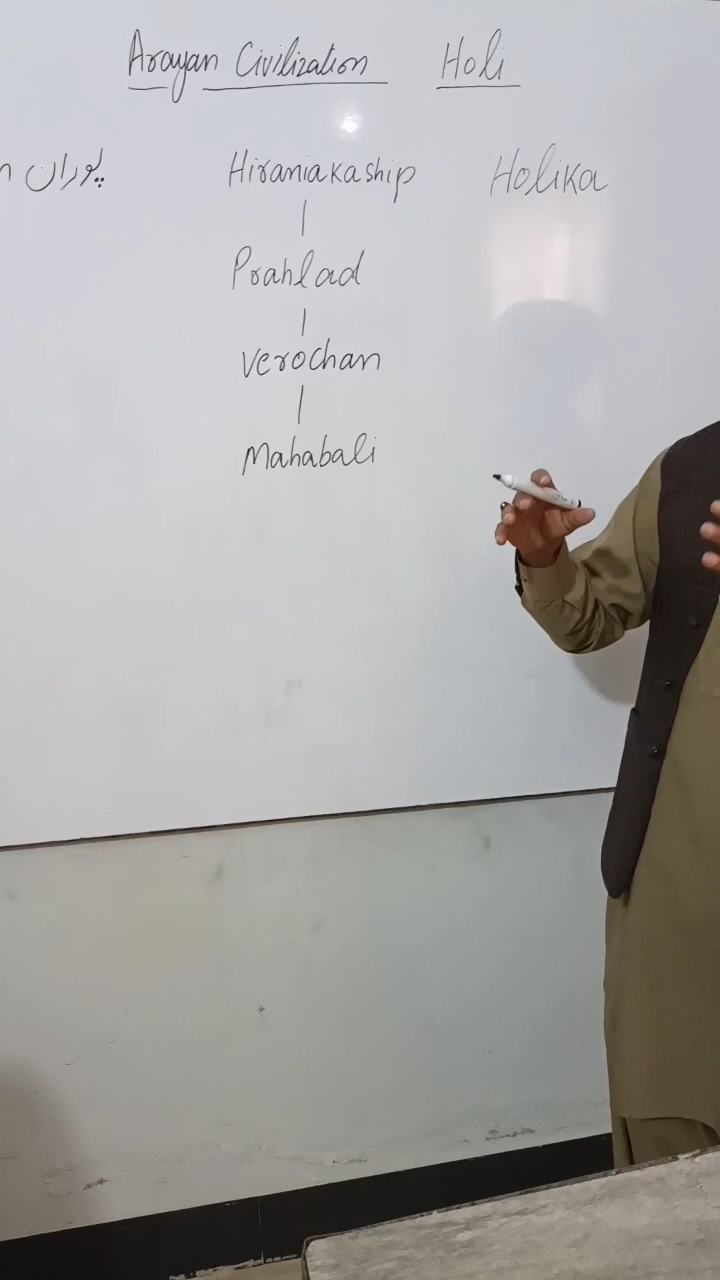 Arayan Civilization Holi
پوران Hiraniakaship Holika
Prahlad
Verochan
Mahabali